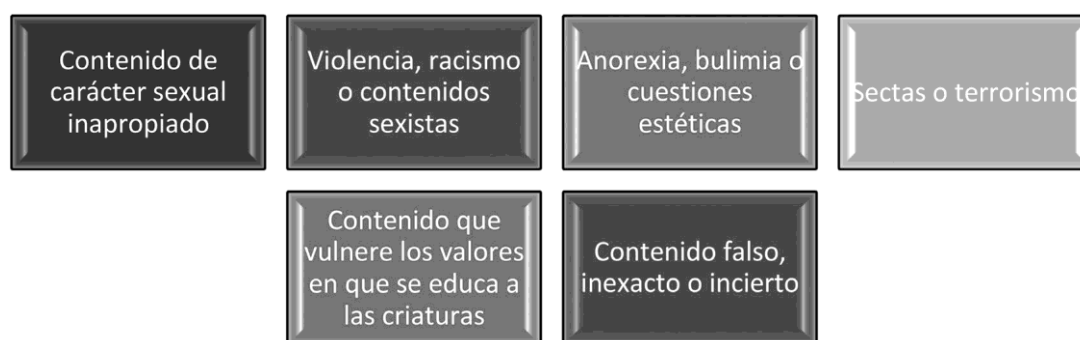 Contenido de
carácter sexual
inapropiado
Violencia, racismo
o contenidos
sexistas
Anorexia, bulimia o
cuestiones
estéticas
Sectas o terrorismo
Contenido que
vulnere los valores
en que se educa a
las criaturas
Contenido falso,
inexacto o incierto